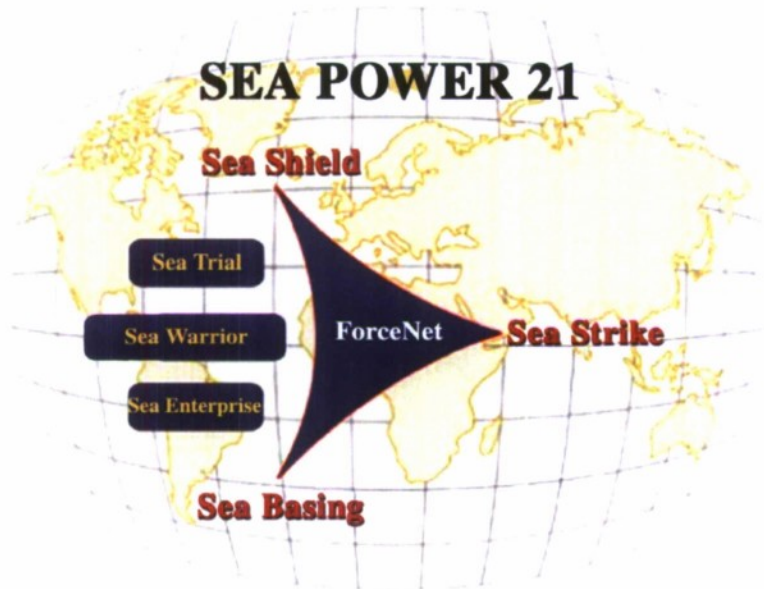 SEA POWER 21
Sea Shield
Sea Trial
Sea Warrior
ForceNet
Sea Strike
Sea Enterprise
Sea Basing